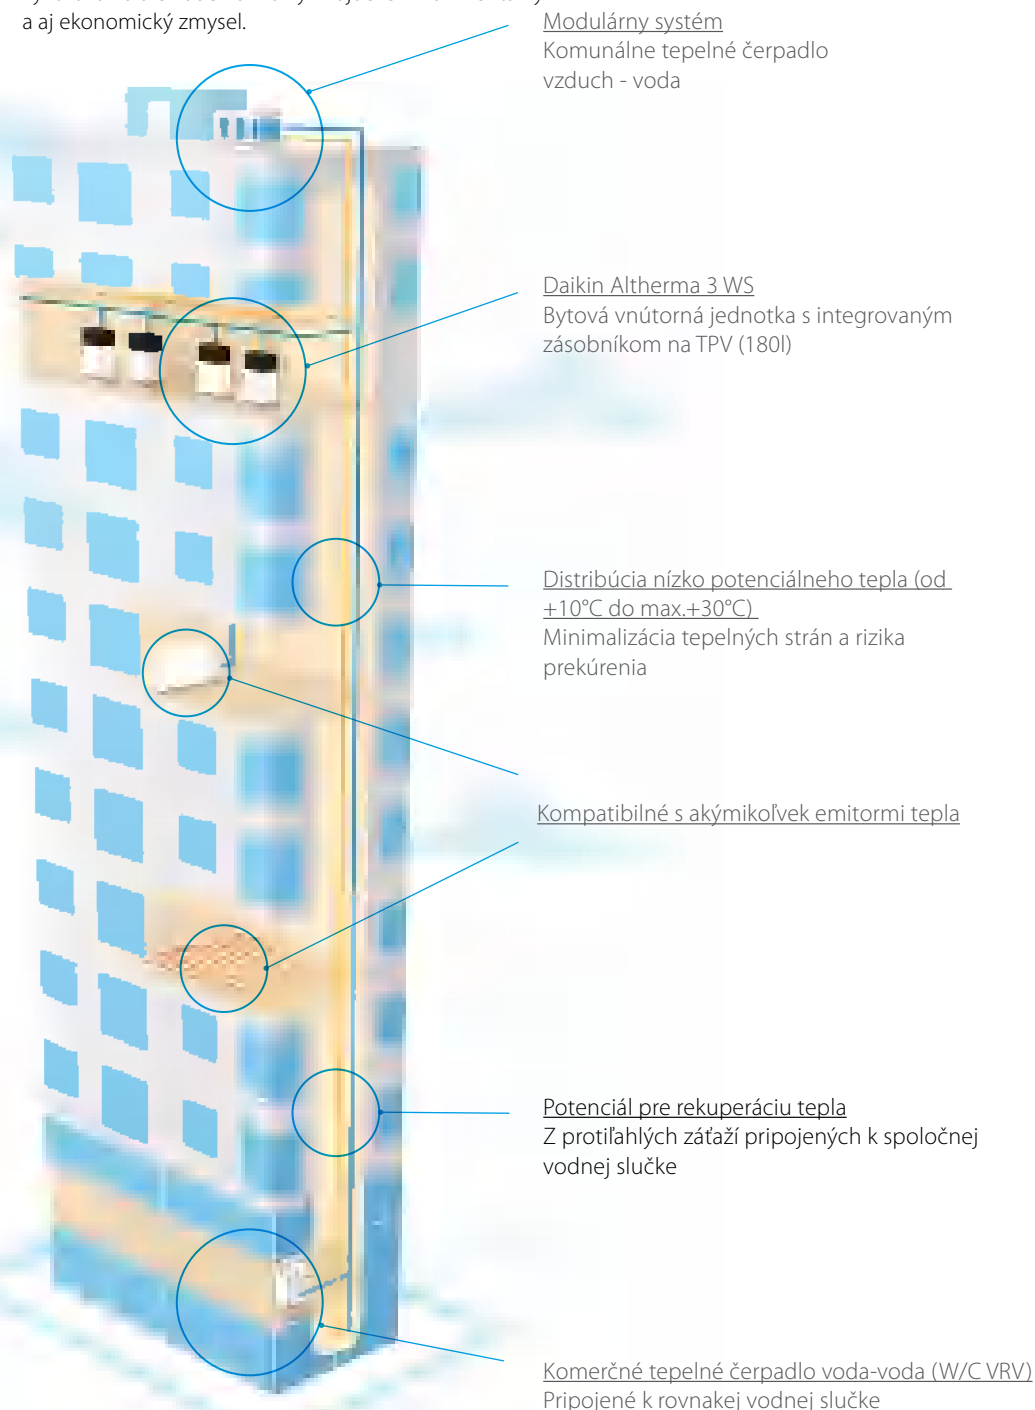 a aj ekonomický zmysel.
Modulárny systém
Komunálne tepelné čerpadlo
vzduch - voda
Daikin Altherma 3 WS
Bytová vnútorná jednotka s integrovaným
zásobníkom na TPV (180l)
Distribúcia nízko potenciálneho tepla (od
+10°C do max.+30°C)
Minimalizácia tepelných strán a rizika
prekúrenia
Kompatibilné s akýmikoľvek emitormi tepla
Potenciál pre rekuperáciu tepla
Z protiľahlých záťaží pripojených k spoločnej
vodnej slučke
Komerčné tepelné čerpadlo voda-voda (W/C VRV)
Pripojené k rovnakej vodnej slučke